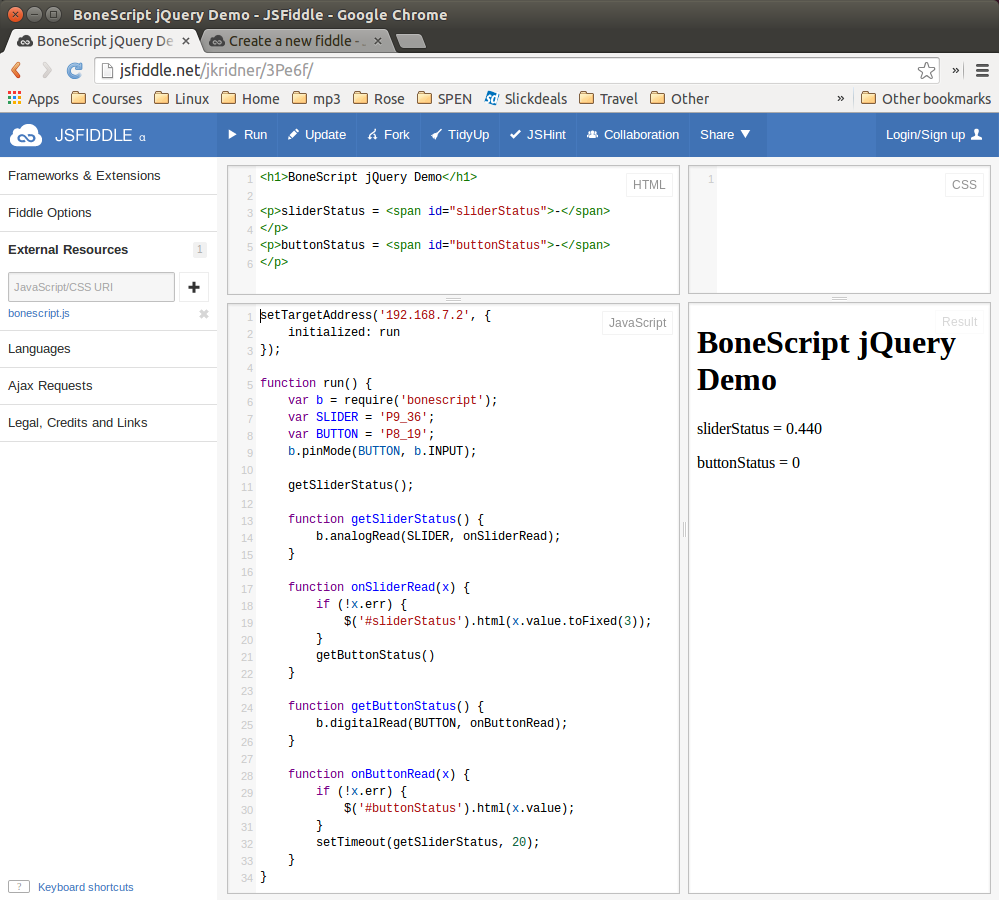 BoneScript jQuery Demo - JSFiddle - Google Chrome
BoneScript jQuery De
Create a new fiddle -
jsfiddle.net/jkridner/3Pe6f/
Apps Courses Linux Home mp3 Rose SPEN Slickdeals Travel Other » Other bookmarks
JSFIDDLE α
Run Update Fork TidyUp JSHint Collaboration Share Login/Sign up
Frameworks & Extensions
Fiddle Options
External Resources 1
JavaScript/CSS URI
bonescript.js
Languages
Ajax Requests
Legal, Credits and Links
? Keyboard shortcuts
HTML
1 <h1>BoneScript jQuery Demo</h1>
2
3 <p>sliderStatus = <span id="sliderStatus">-</span>
4 </p>
5 <p>buttonStatus = <span id="buttonStatus">-</span>
6 </p>
CSS
1
JavaScript
1 setTargetAddress('192.168.7.2', {
2     initialized: run
3 });
4
5 function run() {
6     var b = require('bonescript');
7     var SLIDER = 'P9_36';
8     var BUTTON = 'P8_19';
9     b.pinMode(BUTTON, b.INPUT);
10
11     getSliderStatus();
12
13     function getSliderStatus() {
14         b.analogRead(SLIDER, onSliderRead);
15     }
16
17     function onSliderRead(x) {
18         if (!x.err) {
19             $('#sliderStatus').html(x.value.toFixed(3));
20         }
21         getButtonStatus()
22     }
23
24     function getButtonStatus() {
25         b.digitalRead(BUTTON, onButtonRead);
26     }
27
28     function onButtonRead(x) {
29         if (!x.err) {
30             $('#buttonStatus').html(x.value);
31         }
32         setTimeout(getSliderStatus, 20);
33     }
34 }
Result
BoneScript jQuery
Demo
sliderStatus = 0.440
buttonStatus = 0